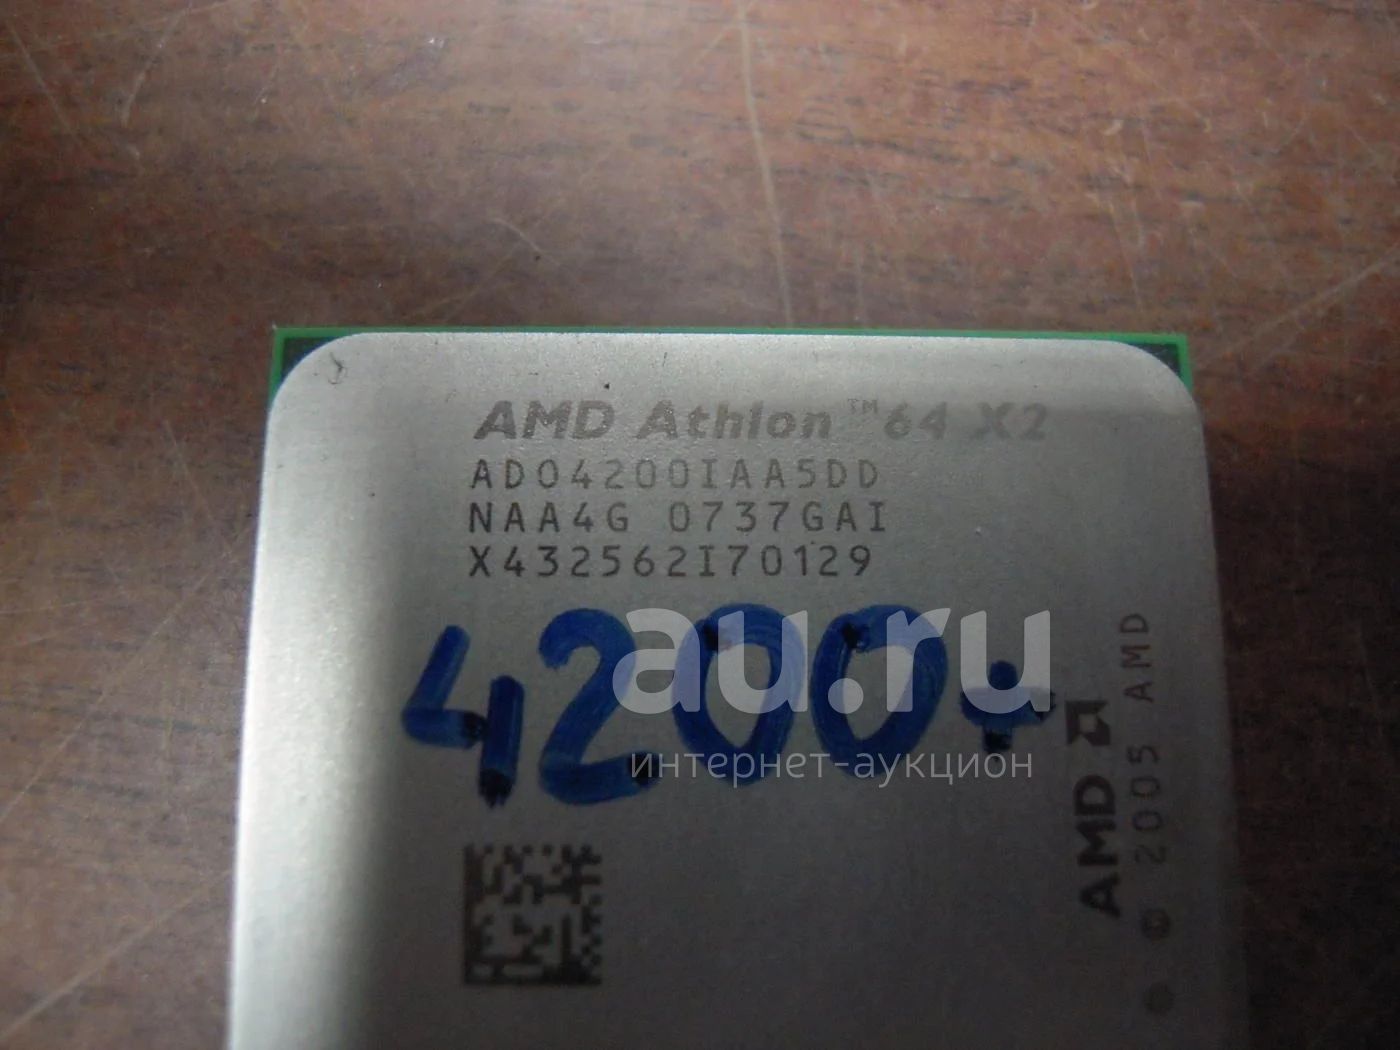 AMD Athlon™ 64 X2
ADO4200IAA5DD
NAA4G 0737GAI
X432562I70129
4200+
au.ru
интернет-аукцион
AMD
© 2005 AMD